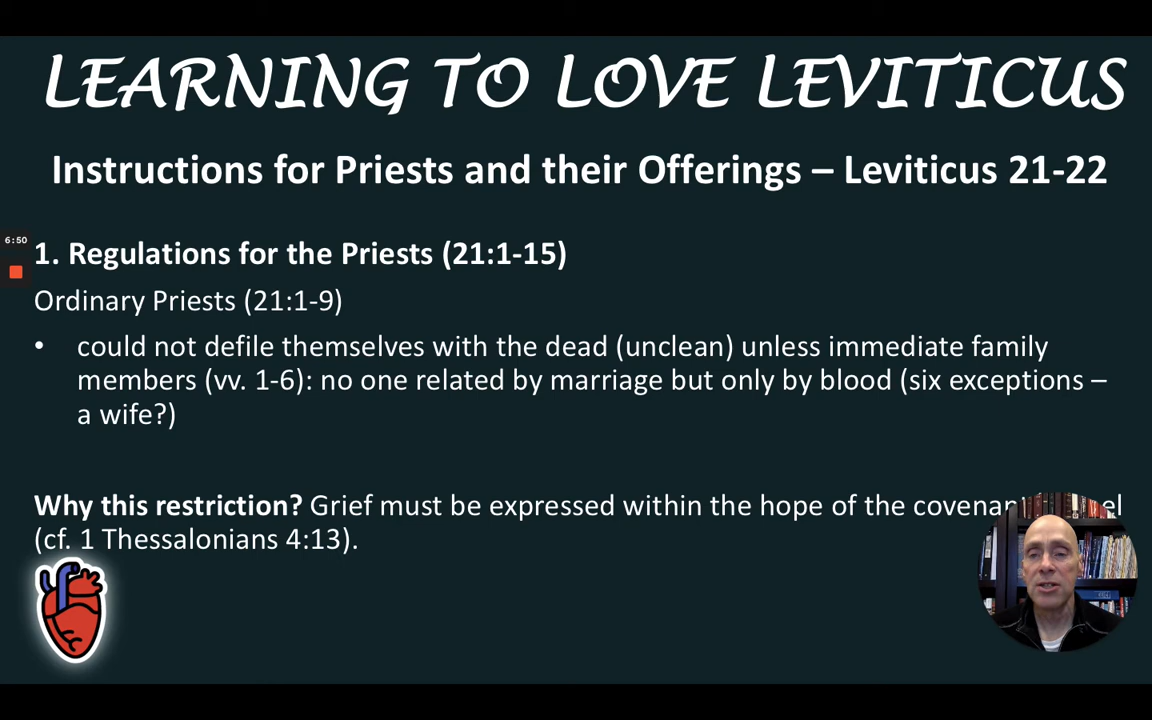 LEARNING TO LOVE LEVITICUS
Instructions for Priests and their Offerings – Leviticus 21-22
6:50
1. Regulations for the Priests (21:1-15)
Ordinary Priests (21:1-9)
• could not defile themselves with the dead (unclean) unless immediate family
members (vv. 1-6): no one related by marriage but only by blood (six exceptions –
a wife?)
Why this restriction? Grief must be expressed within the hope of the
(cf. 1 Thessalonians 4:13).